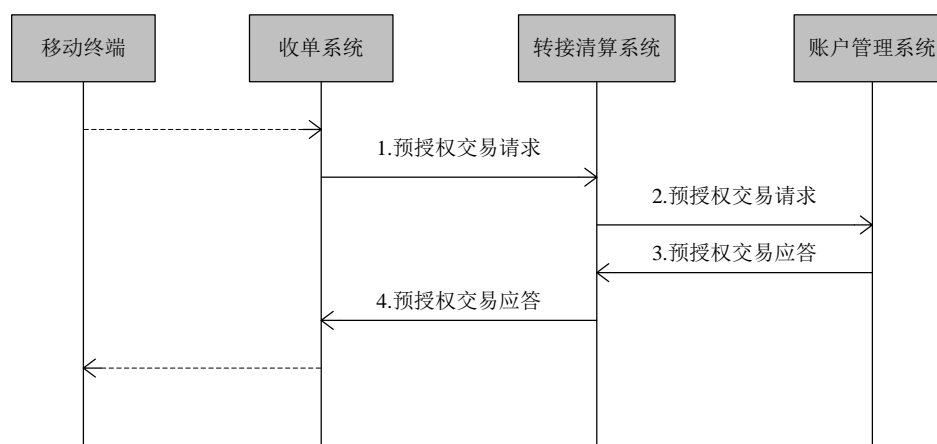 移动终端
收单系统
转接清算系统
账户管理系统
1.预授权交易请求
2.预授权交易请求
3.预授权交易应答
4.预授权交易应答